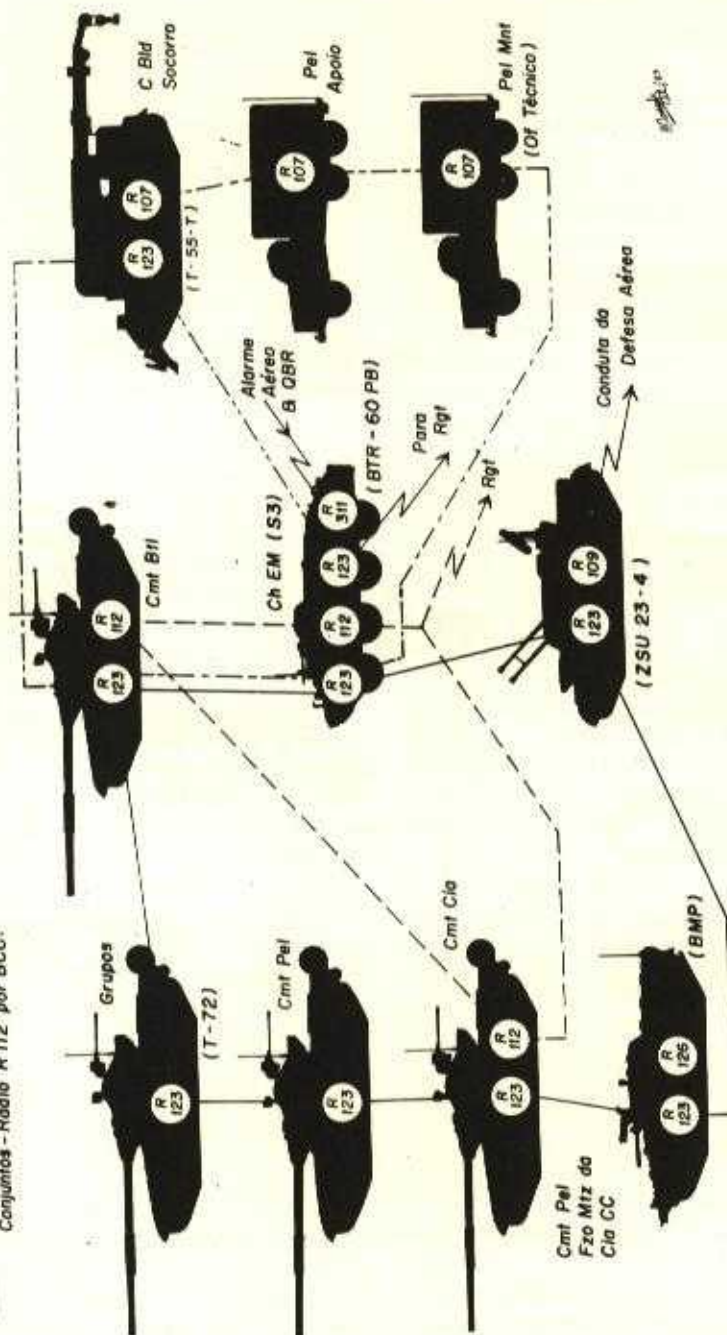 Conjuntos-Rádio R 112 por BCC.
Grupos
R 123
(T-72)
Cmt Pel
R 123
Cmt Cia
R 123
R 112
Cmt Pel
Fzo Mtz da
Cia CC
R 123
R 126
(BMP)
Cmt Btl
R 123
R 112
Ch EM (S3)
R 123
R 112
R 123
R 311
(BTR-60 PB)
Alarme
Aéreo
& QBR
Para
Rgt
Rgt
R 123
R 109
(ZSU 23-4)
Conduta da
Defesa Aérea
C Bld
Socorro
R 123
R 107
(T-55-T)
Pel
Apoio
R 107
Pel Mnt
(Of Técnico)
R 107